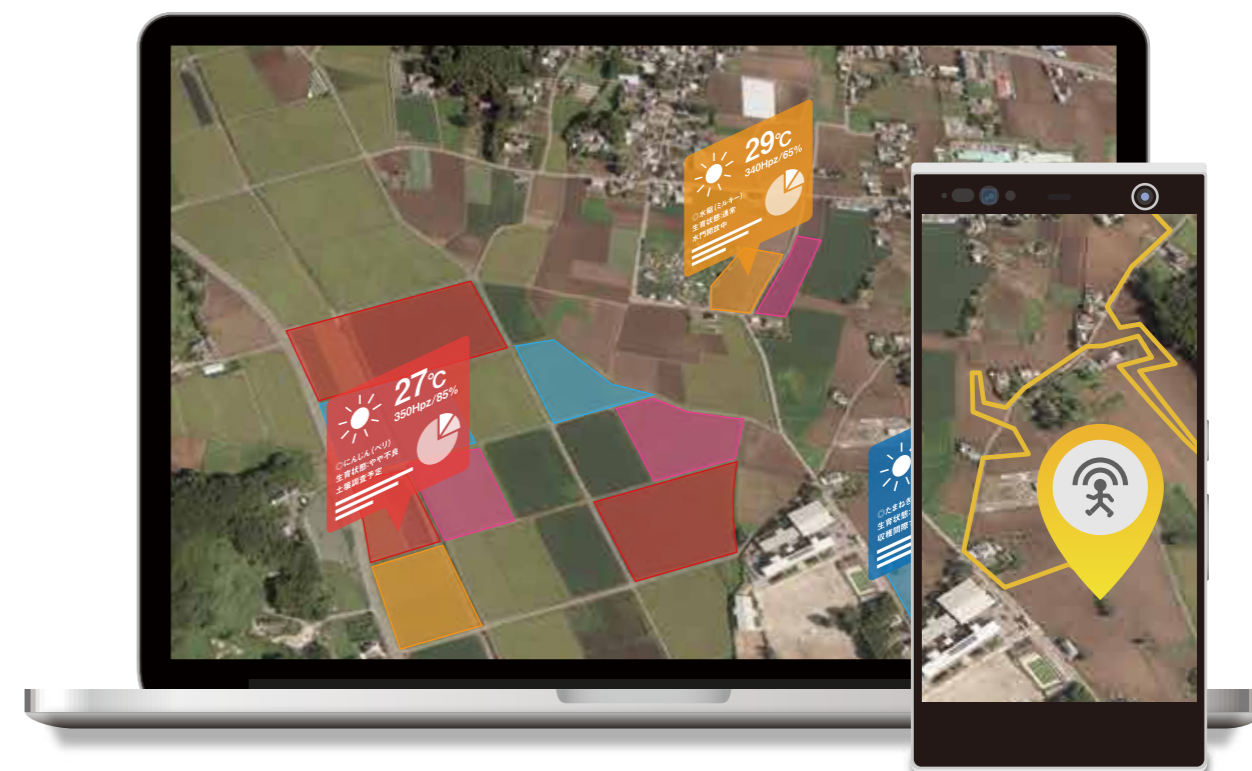 29℃
340Hpz/65%
◎水稲(ミルキー)
生育状態:通常
水門開放中
27℃
350Hpz/85%
◎にんじん(ベリ)
生育状態:やや不良
土壌調査予定
◎たまねぎ
生育状態:
収穫間際